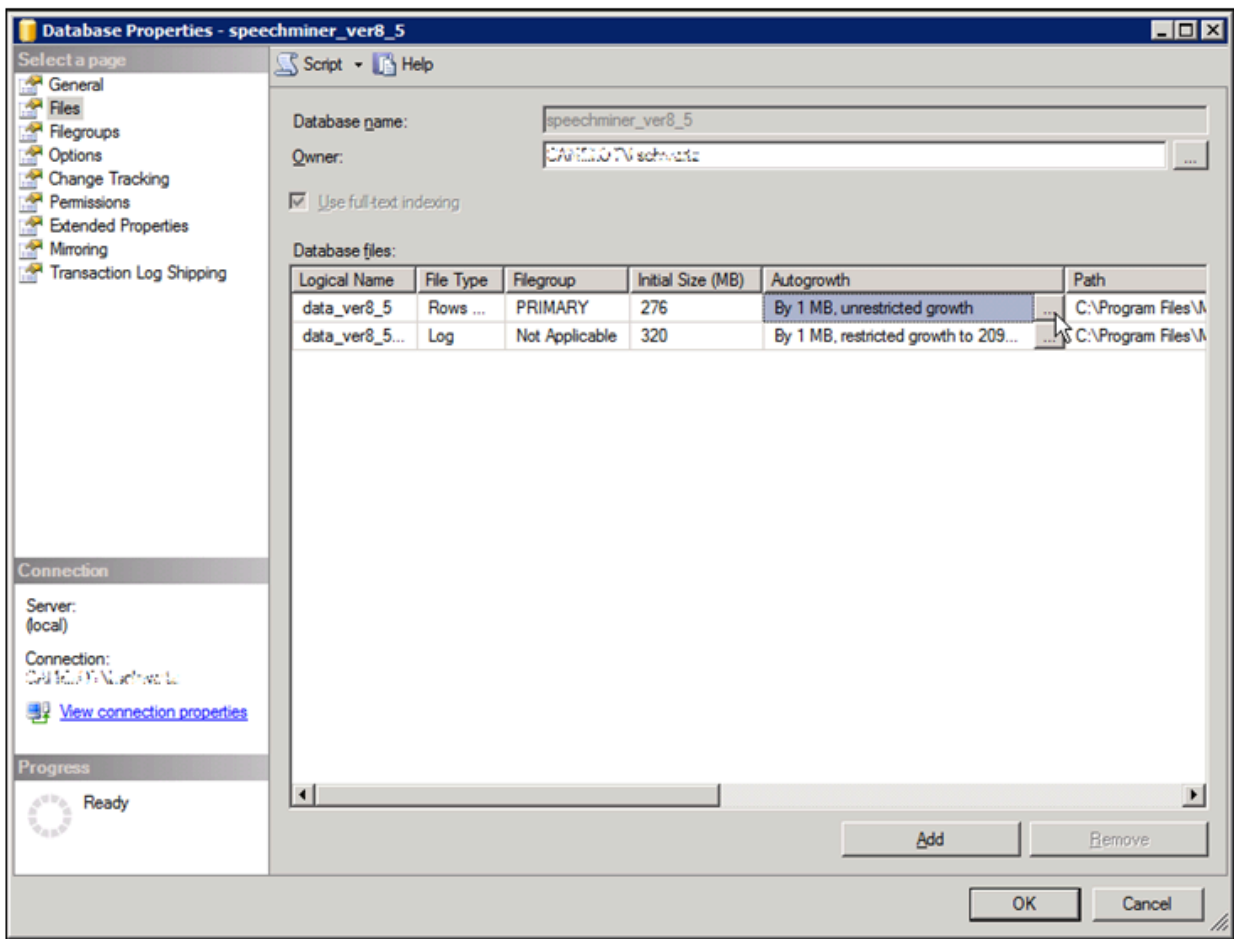 Database Properties - speechminer_ver8_5
Select a page
General
Files
Filegroups
Options
Change Tracking
Permissions
Extended Properties
Mirroring
Transaction Log Shipping
Connection
Server:
(local)
Connection:
View connection properties
Progress
Ready
Script Help
Database name: speechminer_ver8_5
Owner:
...
Use full-text indexing
Database files:
Logical Name File Type Filegroup Initial Size (MB) Autogrowth Path
data_ver8_5 Rows ... PRIMARY 276 By 1 MB, unrestricted growth ... C:\Program Files\M
data_ver8_5... Log Not Applicable 320 By 1 MB, restricted growth to 209... ... C:\Program Files\M
Add Remove
OK Cancel